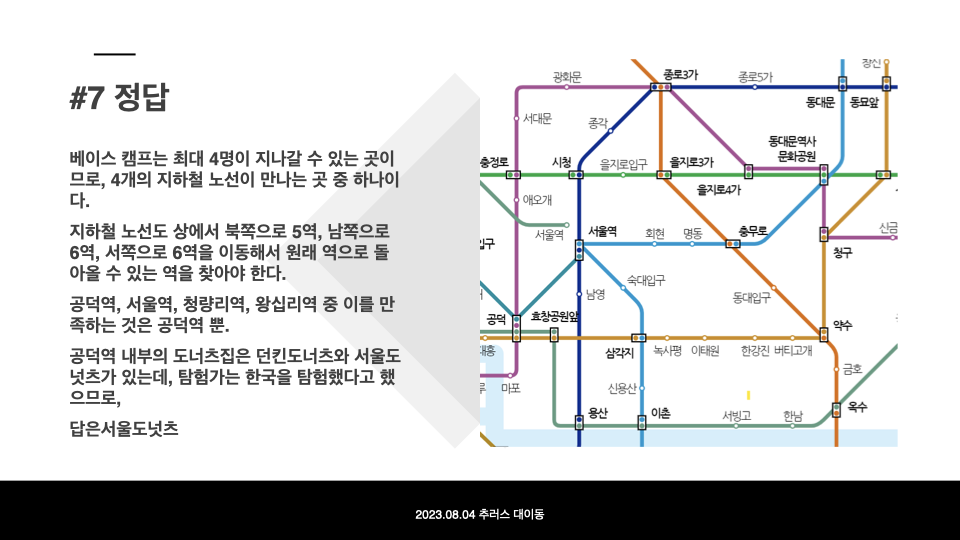 #7 정답
베이스 캠프는 최대 4명이 지나갈 수 있는 곳이
므로, 4개의 지하철 노선이 만나는 곳 중 하나이
다.
지하철 노선도 상에서 북쪽으로 5역, 남쪽으로
6역, 서쪽으로 6역을 이동해서 원래 역으로 돌
아올 수 있는 역을 찾아야 한다.
공덕역, 서울역, 청량리역, 왕십리역 중 이를 만
족하는 것은 공덕역 뿐.
공덕역 내부의 도너츠집은 던킨도너츠와 서울도
넛츠가 있는데, 탐험가는 한국을 탐험했다고 했
으므로,
답은서울도넛츠
광화문
종로3가
종로5가
창신
동대문
동묘앞
서대문
종각
동대문역사
문화공원
충정로
시청
을지로입구
을지로3가
을지로4가
애오개
서울역
서울역
회현
명동
충무로
신금
입구
청구
숙대입구
남영
동대입구
공덕
효창공원앞
약수
대흥
삼각지
녹사평
이태원
한강진
버티고개
금호
루
마포
신용산
용산
이촌
서빙고
한남
옥수
2023.08.04 추러스 대이동